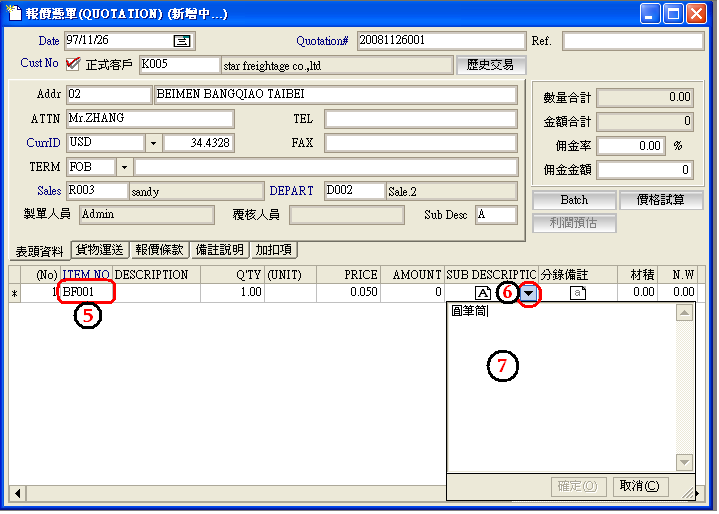 報價憑單(QUOTATION) (新增中...)
Date 97/11/26 Quotation# 20081126001 Ref.
Cust No 正式客戶 K005 star freightage co.,ltd 歷史交易
Addr 02 BEIMEN BANGQIAO TAIBEI
ATTN Mr.ZHANG TEL
CurrID USD 34.4328 FAX
TERM FOB
Sales R003 sandy DEPART D002 Sale.2
製單人員 Admin 覆核人員 Sub Desc A
數量合計 0.00
金額合計 0
佣金率 0.00 %
佣金金額 0
Batch 價格試算
利潤預估
表頭資料 貨物運送 報價條款 備註說明 加扣項
(No) ITEM NO DESCRIPTION Q'TY (UNIT) PRICE AMOUNT SUB DESCRIPTIC 分錄備註 材積 N.W
* 1 BF001 1.00 0.050 0 A 6 a 0.00 0.00
5
圓筆筒
7
確定(O) 取消(C)